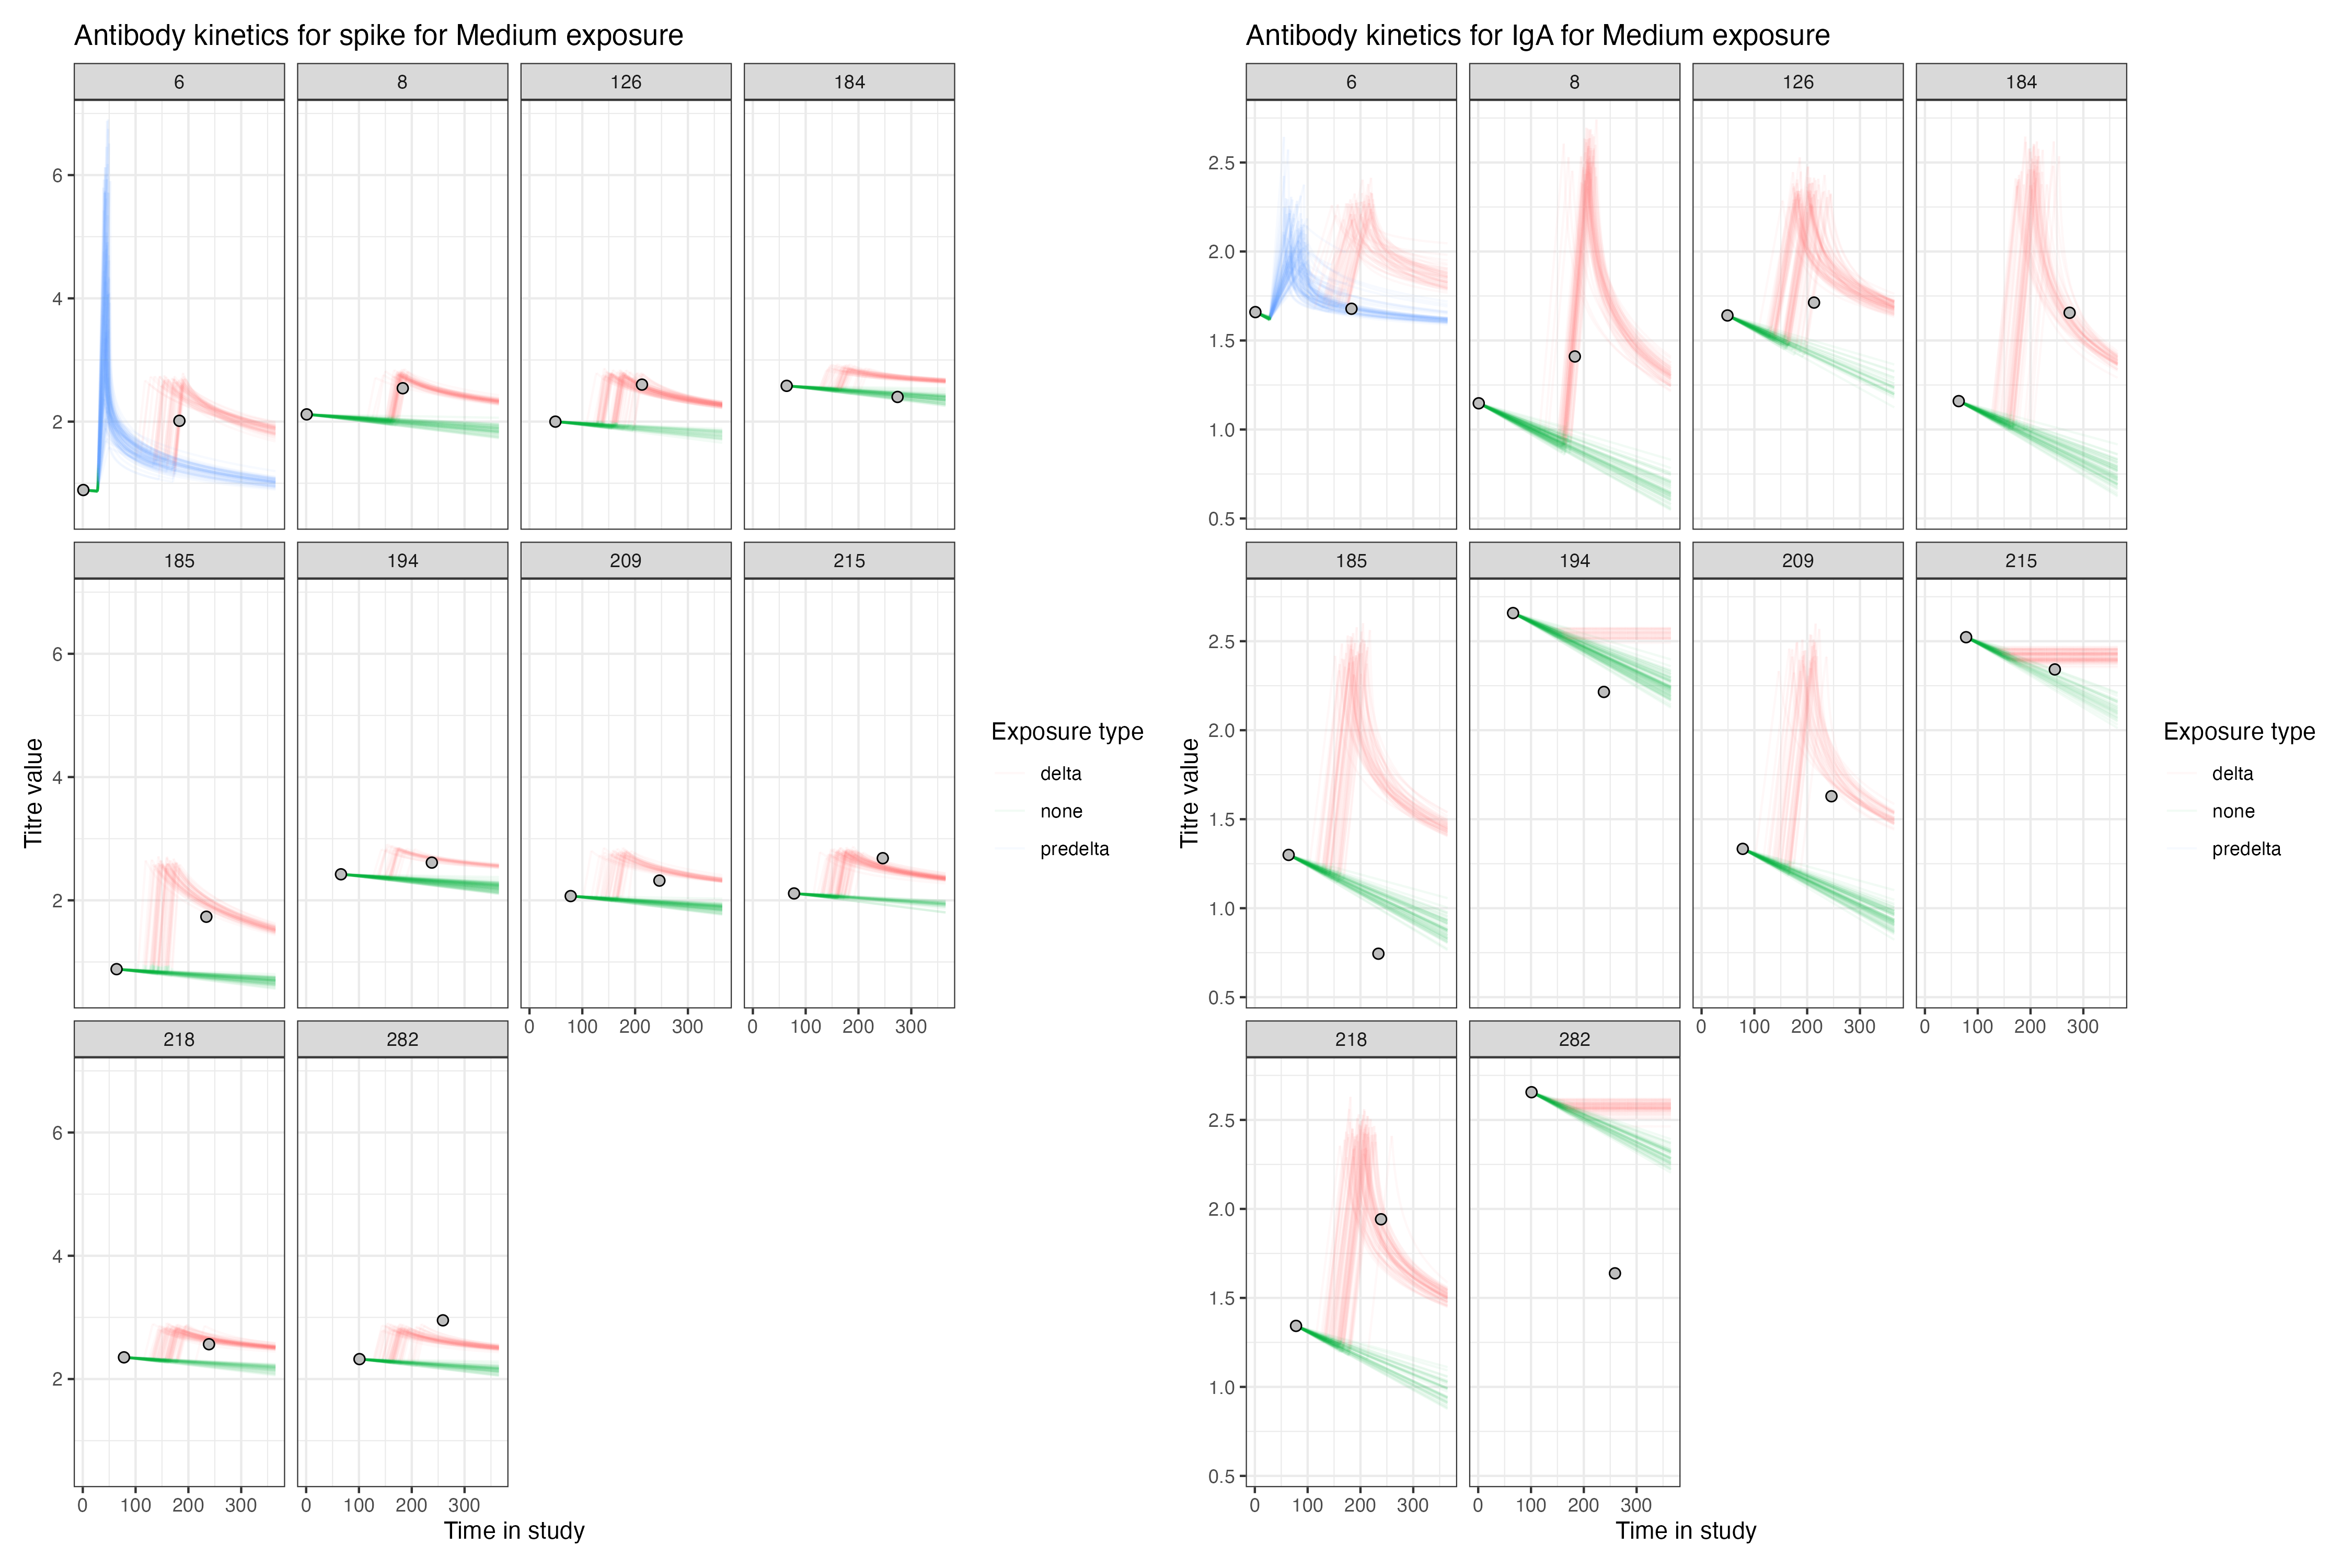 Antibody kinetics for spike for Medium exposure
6 8 126 184
6
4
2
185 194 209 215
6
4
2
0 100 200 300 0 100 200 300
218 282
6
4
2
0 100 200 300 0 100 200 300
Time in study
Titre value
Exposure type
delta
none
predelta
Antibody kinetics for IgA for Medium exposure
6 8 126 184
2.5
2.0
1.5
1.0
0.5
185 194 209 215
2.5
2.0
1.5
1.0
0.5
0 100 200 300 0 100 200 300
218 282
2.5
2.0
1.5
1.0
0.5
0 100 200 300 0 100 200 300
Time in study
Titre value
Exposure type
delta
none
predelta